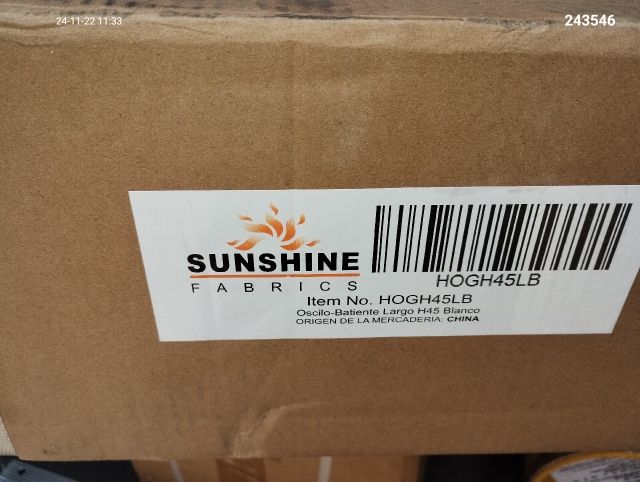 24-11-22 11:33
243546
SUNSHINE
FABRICS
HOGH45LB
Item No. HOGH45LB
Oscilo-Batiente Largo H45 Blanco
ORIGEN DE LA MERCADERIA: CHINA